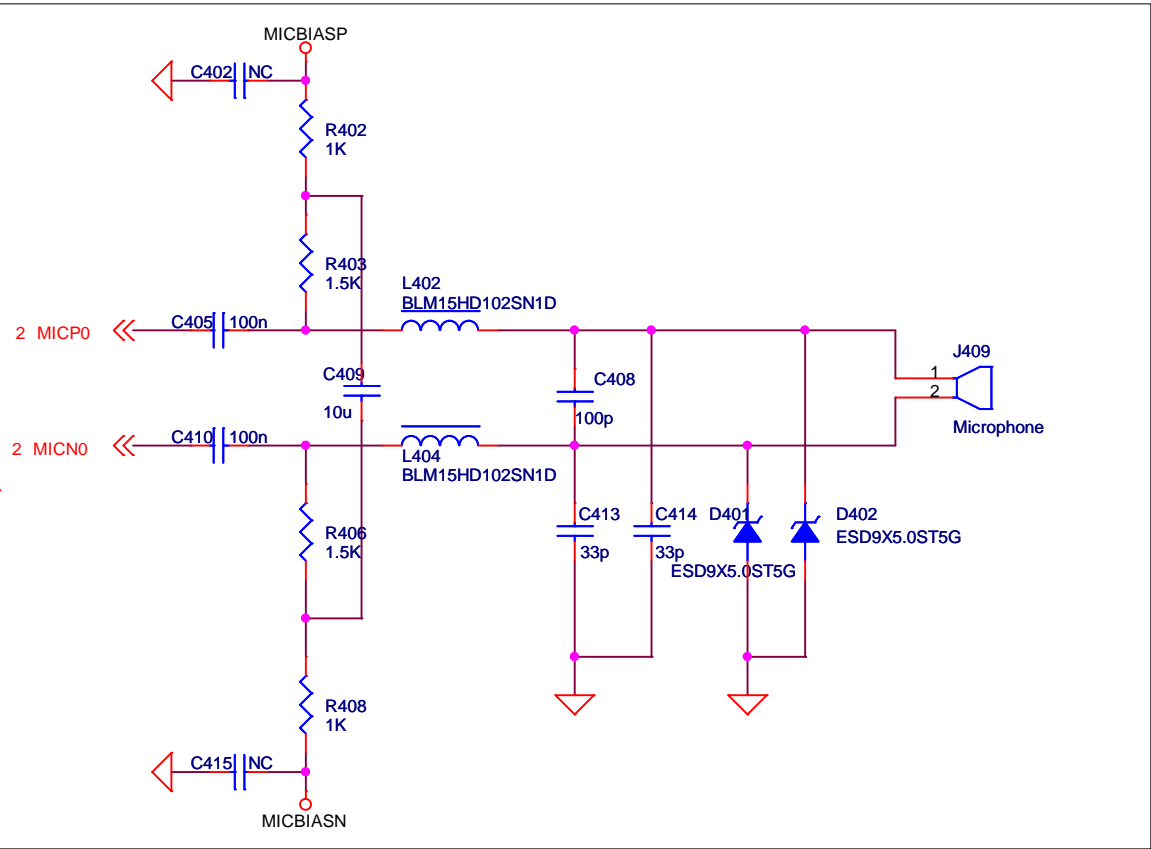 MICBIASP
C402 NC
R402
1K
R403
1.5K
L402
BLM15HD102SN1D
2 MICP0
C405 100n
J409
1
2
Microphone
C409
10u
C408
100p
2 MICN0
C410 100n
L404
BLM15HD102SN1D
R406
1.5K
C413
33p
C414
33p
D401
ESD9X5.0ST5G
D402
ESD9X5.0ST5G
R408
1K
C415 NC
MICBIASN